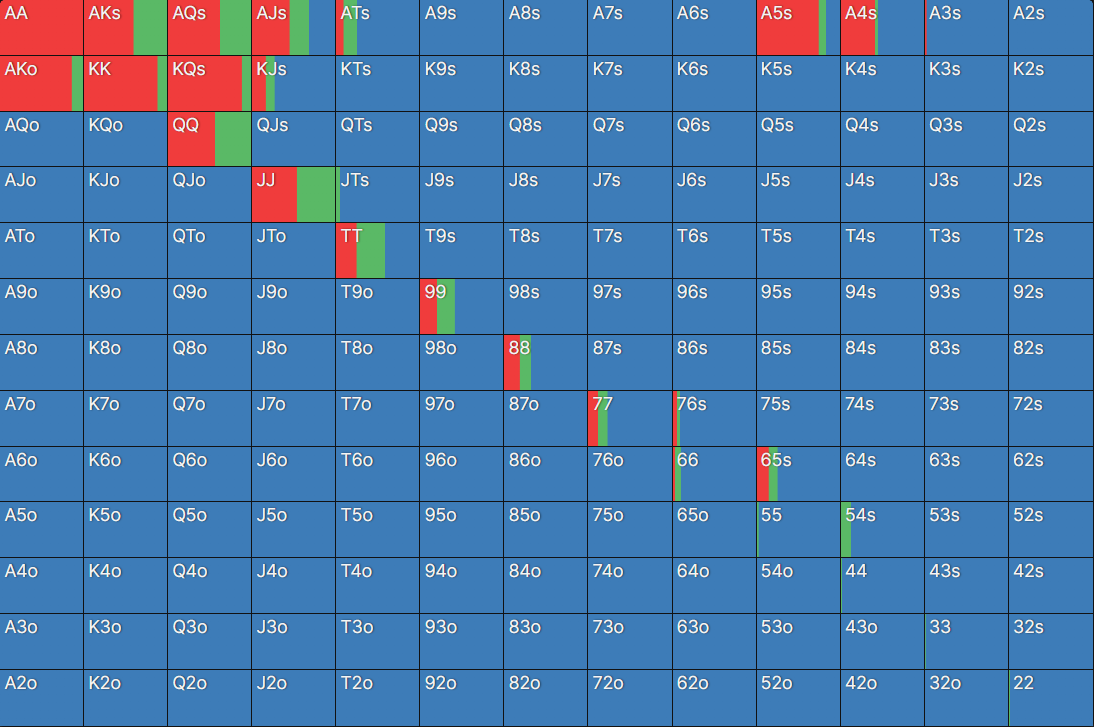 AA AKs AQs AJs ATs A9s A8s A7s A6s A5s A4s A3s A2s
AKo KK KQs KJs KTs K9s K8s K7s K6s K5s K4s K3s K2s
AQo KQo QQ QJs QTs Q9s Q8s Q7s Q6s Q5s Q4s Q3s Q2s
AJo KJo QJo JJ JTs J9s J8s J7s J6s J5s J4s J3s J2s
ATo KTo QTo JTo TT T9s T8s T7s T6s T5s T4s T3s T2s
A9o K9o Q9o J9o T9o 99 98s 97s 96s 95s 94s 93s 92s
A8o K8o Q8o J8o T8o 98o 88 87s 86s 85s 84s 83s 82s
A7o K7o Q7o J7o T7o 97o 87o 77 76s 75s 74s 73s 72s
A6o K6o Q6o J6o T6o 96o 86o 76o 66 65s 64s 63s 62s
A5o K5o Q5o J5o T5o 95o 85o 75o 65o 55 54s 53s 52s
A4o K4o Q4o J4o T4o 94o 84o 74o 64o 54o 44 43s 42s
A3o K3o Q3o J3o T3o 93o 83o 73o 63o 53o 43o 33 32s
A2o K2o Q2o J2o T2o 92o 82o 72o 62o 52o 42o 32o 22